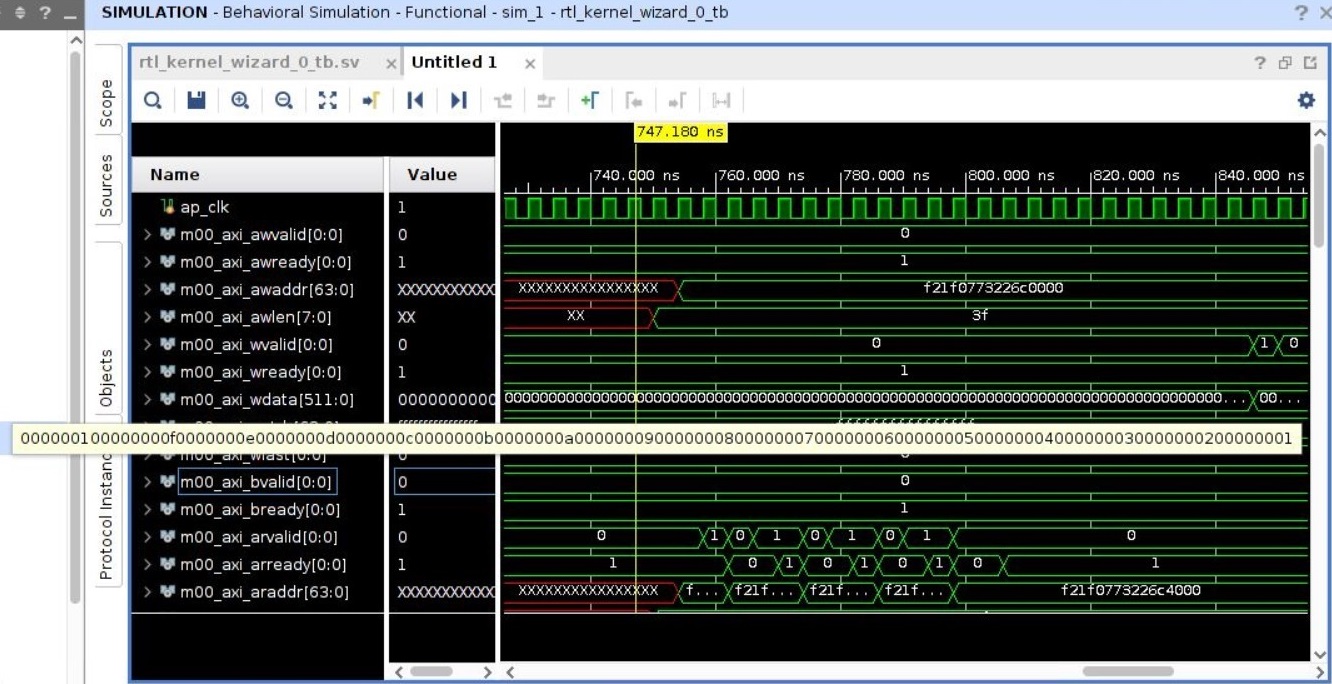 SIMULATION - Behavioral Simulation - Functional - sim_1 - rtl_kernel_wizard_0_tb
rtl_kernel_wizard_0_tb.sv
Untitled 1
Scope
Sources
Objects
Protocol Instanc
747.180 ns
Name Value 740.000 ns 760.000 ns 780.000 ns 800.000 ns 820.000 ns 840.000 ns
ap_clk 1
m00_axi_awvalid[0:0] 0 0
m00_axi_awready[0:0] 1 1
m00_axi_awaddr[63:0] XXXXXXXXXXX XXXXXXXXXXXXXXXX f21f0773226c0000
m00_axi_awlen[7:0] XX XX 3f
m00_axi_wvalid[0:0] 0 0 1 0
m00_axi_wready[0:0] 1 1
m00_axi_wdata[511:0] 0000000000 00...
000000100000000f0000000e0000000d0000000c0000000b0000000a000000090000000800000007000000060000000500000004000000030000000200000001
m00_axi_wlast[0:0] 0 0
m00_axi_bvalid[0:0] 0 0
m00_axi_bready[0:0] 1 1
m00_axi_arvalid[0:0] 0 0 1 0 1 0 1 0 1 0
m00_axi_arready[0:0] 1 1 0 1 0 1 0 1 0 1
m00_axi_araddr[63:0] XXXXXXXXXXX XXXXXXXXXXXXXXXX f... f21f... f21f... f21f... f21f0773226c4000